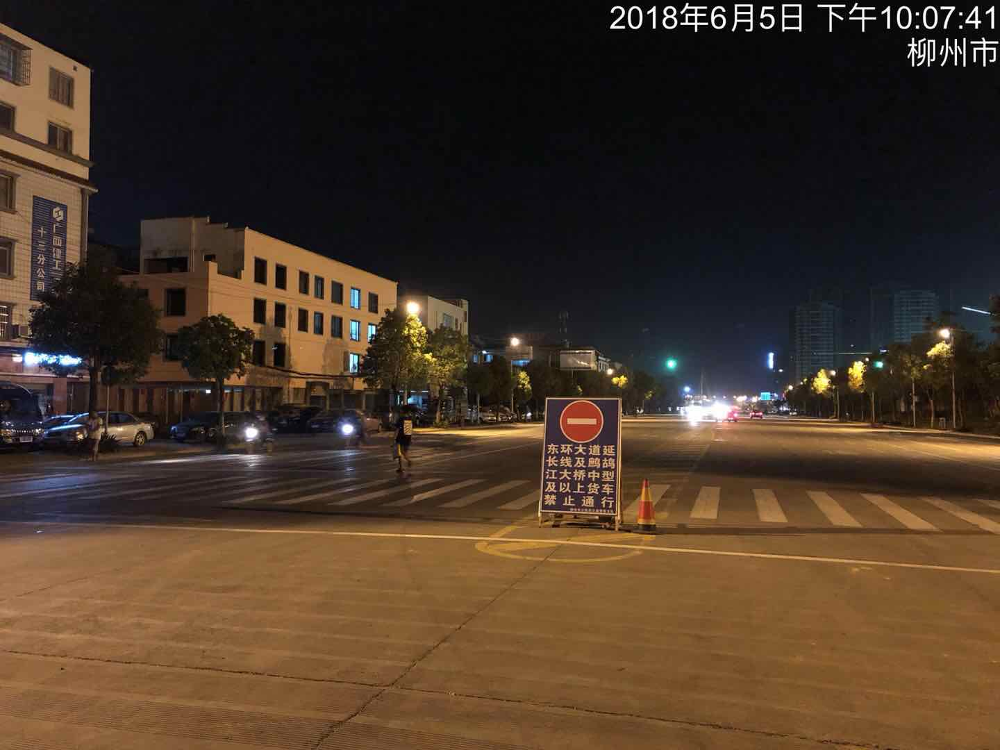 2018年6月5日 下午10:07:41
柳州市
广西建工
十三分公司
东环大道延
长线及鹧鸪
江大桥中型
及以上货车
禁止通行